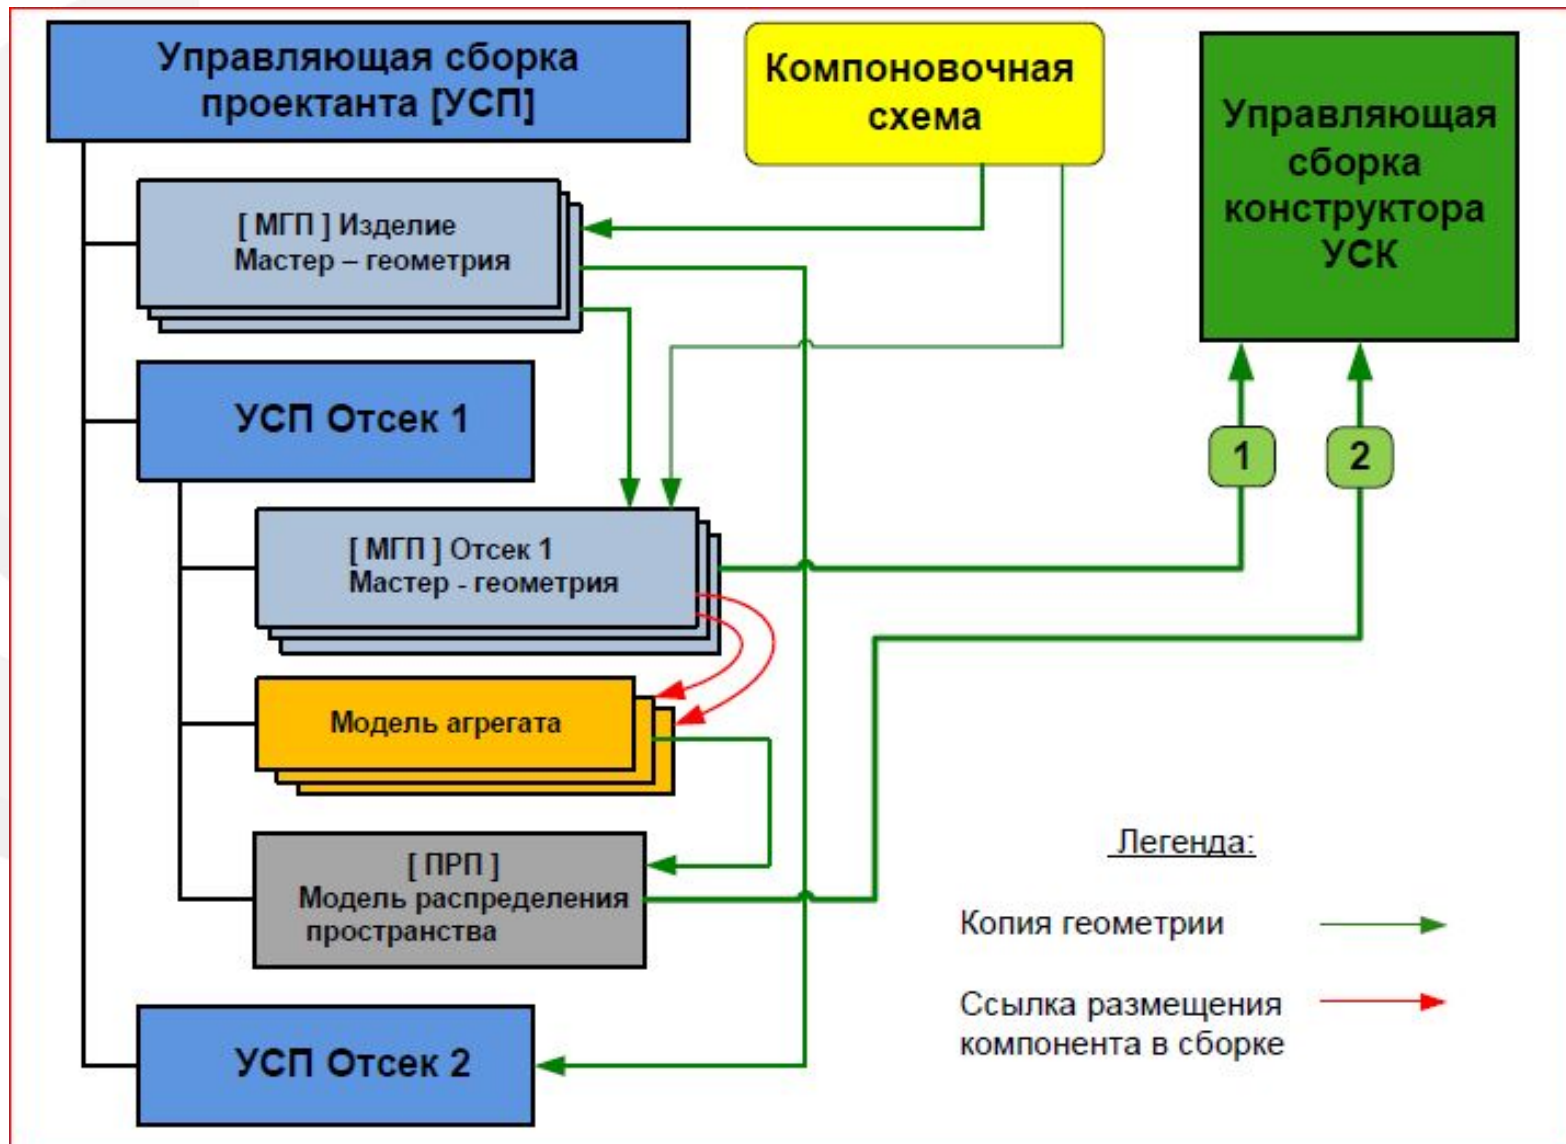 Управляющая сборка
проектанта [УСП]
Компоновочная
схема
Управляющая
сборка
конструктора
УСК
[ МГП ] Изделие
Мастер – геометрия
УСП Отсек 1
1
2
[ МГП ] Отсек 1
Мастер - геометрия
Модель агрегата
[ ПРП ]
Модель распределения
пространства
УСП Отсек 2
Легенда:
Копия геометрии
Ссылка размещения
компонента в сборке